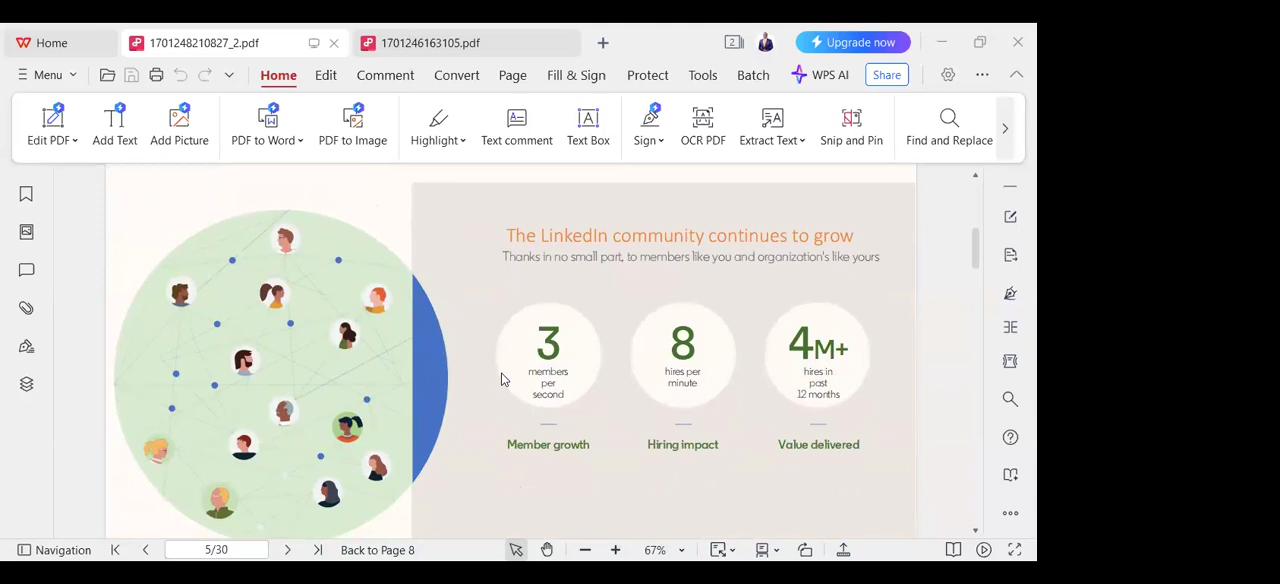 Home
1701248210827_2.pdf
1701246163105.pdf
2
Upgrade now
Menu
Home
Edit
Comment
Convert
Page
Fill & Sign
Protect
Tools
Batch
WPS AI
Share
Edit PDF
Add Text
Add Picture
PDF to Word
PDF to Image
Highlight
Text comment
Text Box
Sign
OCR PDF
Extract Text
Snip and Pin
Find and Replace
The LinkedIn community continues to grow
Thanks in no small part, to members like you and organization's like yours
3
members
per
second
Member growth
8
hires per
minute
Hiring impact
4M+
hires in
past
12 months
Value delivered
Navigation
5/30
Back to Page 8
67%